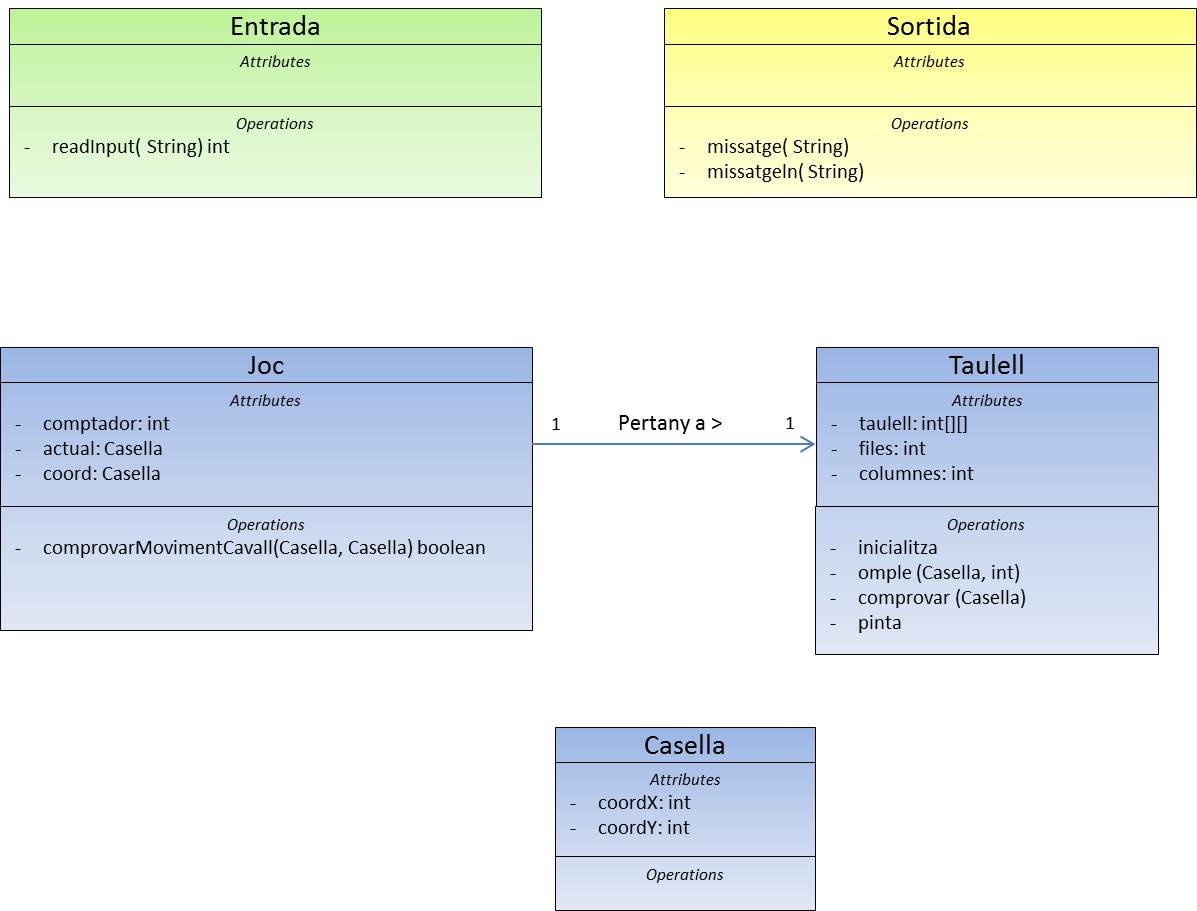 Entrada
Attributes
Operations
- readInput( String) int
Sortida
Attributes
Operations
- missatge( String)
- missatgeln( String)
Joc
Attributes
- comptador: int
- actual: Casella
- coord: Casella
Operations
- comprovarMovimentCavall(Casella, Casella) boolean
1 Pertany a > 1
Taulell
Attributes
- taulell: int[][]
- files: int
- columnes: int
Operations
- inicialitza
- omple (Casella, int)
- comprovar (Casella)
- pinta
Casella
Attributes
- coordX: int
- coordY: int
Operations